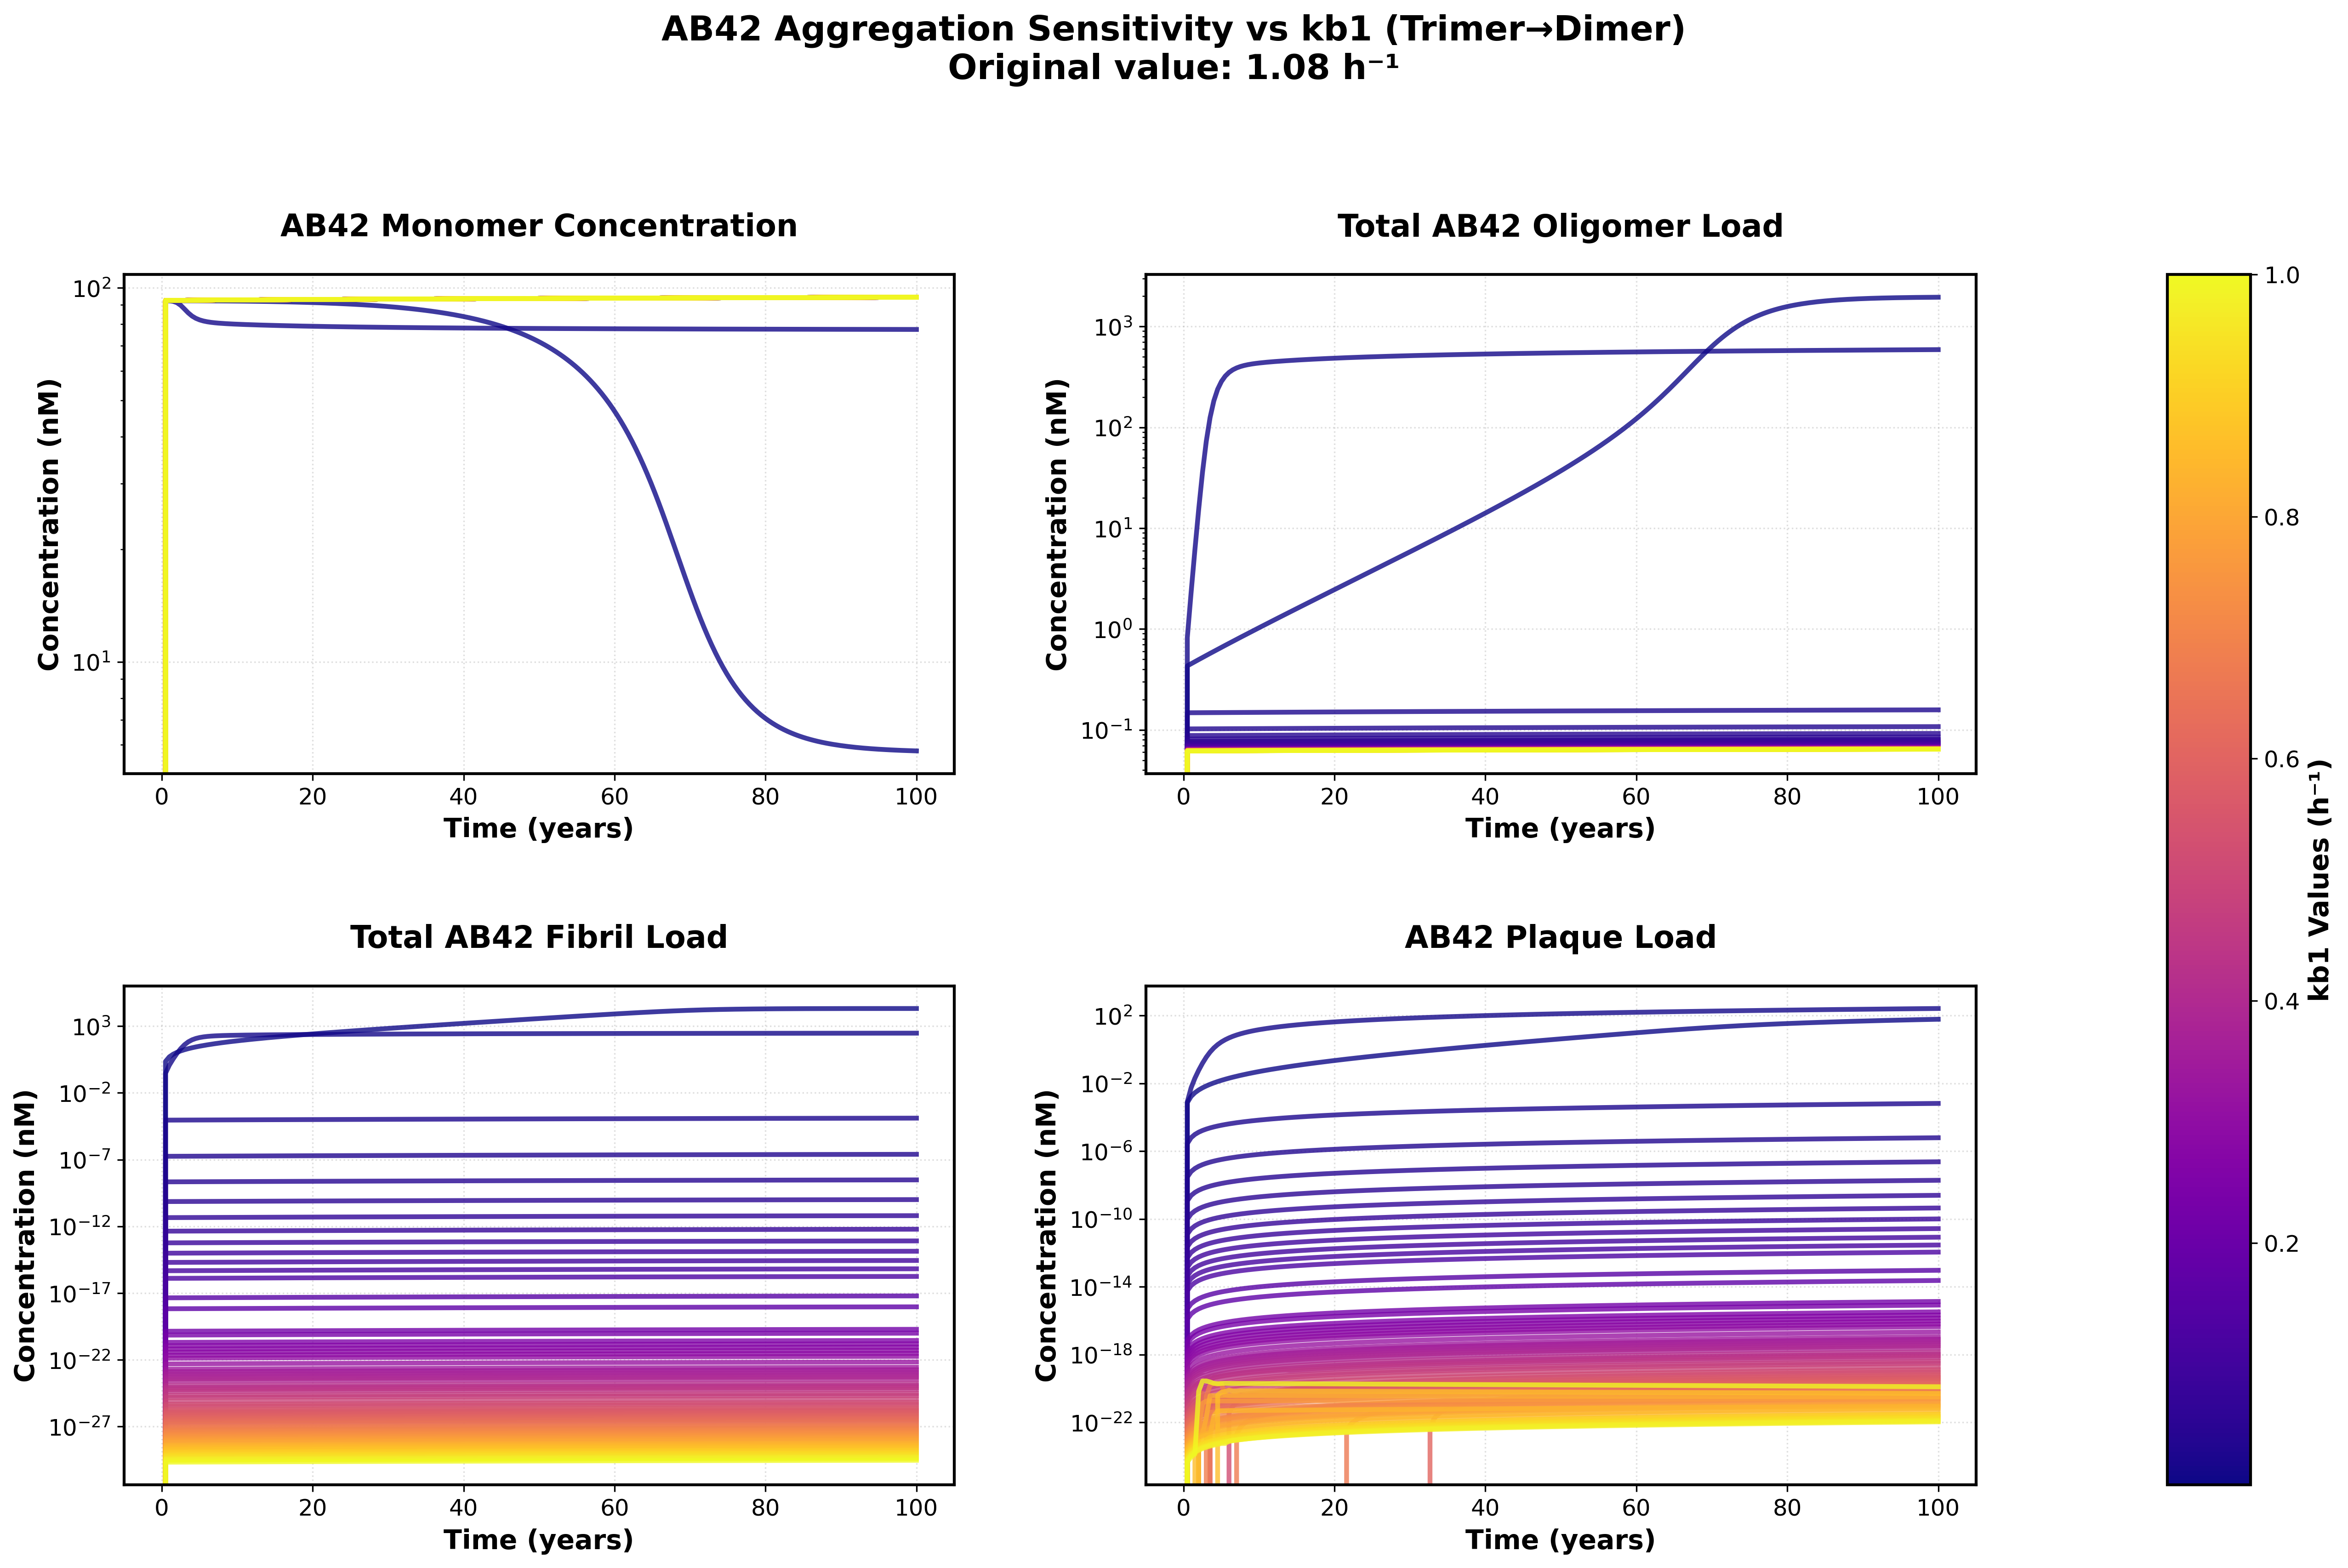 AB42 Aggregation Sensitivity vs kb1 (Trimer→Dimer)
Original value: 1.08 h⁻¹
AB42 Monomer Concentration
Concentration (nM)
10²
10¹
0 20 40 60 80 100
Time (years)
Total AB42 Oligomer Load
Concentration (nM)
10³
10²
10¹
10⁰
10⁻¹
0 20 40 60 80 100
Time (years)
Total AB42 Fibril Load
Concentration (nM)
10³
10⁻²
10⁻⁷
10⁻¹²
10⁻¹⁷
10⁻²²
10⁻²⁷
0 20 40 60 80 100
Time (years)
AB42 Plaque Load
Concentration (nM)
10²
10⁻²
10⁻⁶
10⁻¹⁰
10⁻¹⁴
10⁻¹⁸
10⁻²²
0 20 40 60 80 100
Time (years)
1.0
0.8
0.6
0.4
0.2
kb1 Values (h⁻¹)